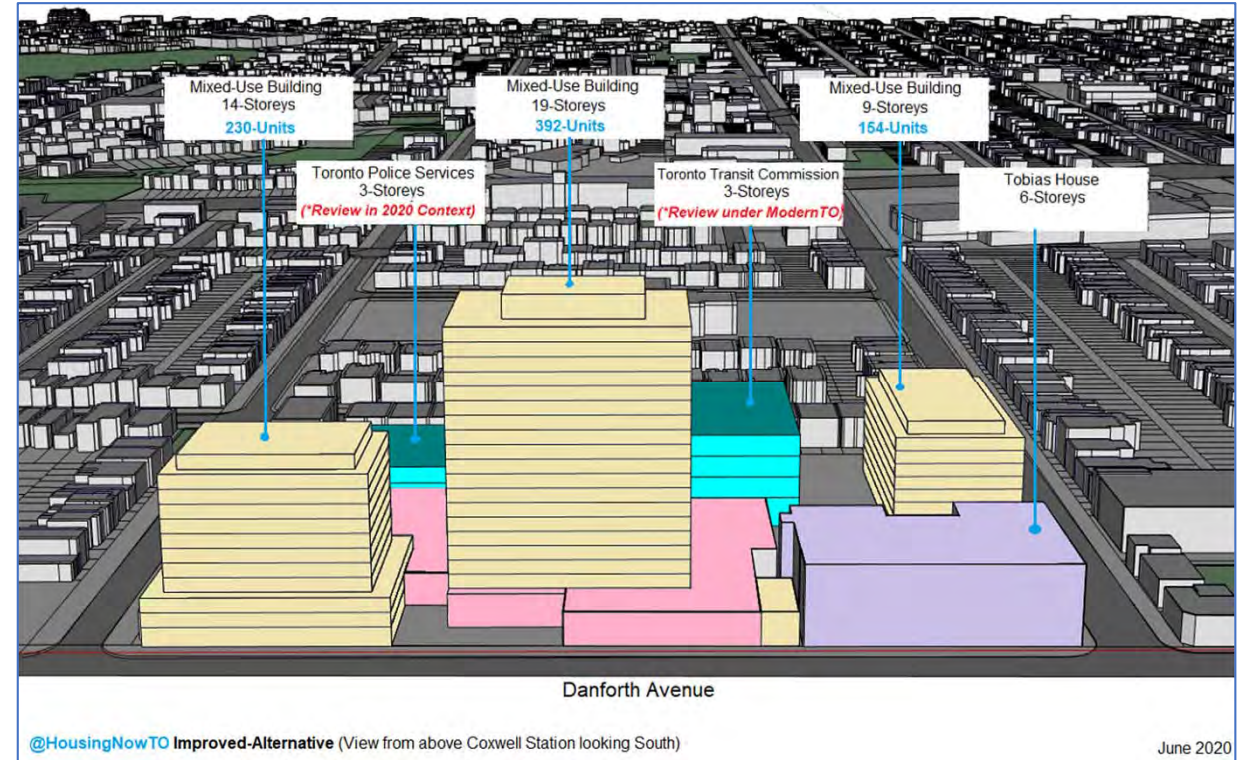 Mixed-Use Building
14-Storeys
230-Units
Mixed-Use Building
19-Storeys
392-Units
Mixed-Use Building
9-Storeys
154-Units
Toronto Police Services
3-Storeys
(*Review in 2020 Context)
Toronto Transit Commission
3-Storeys
(*Review under ModernTO)
Tobias House
6-Storeys
Danforth Avenue
@HousingNowTO Improved-Alternative (View from above Coxwell Station looking South)
June 2020